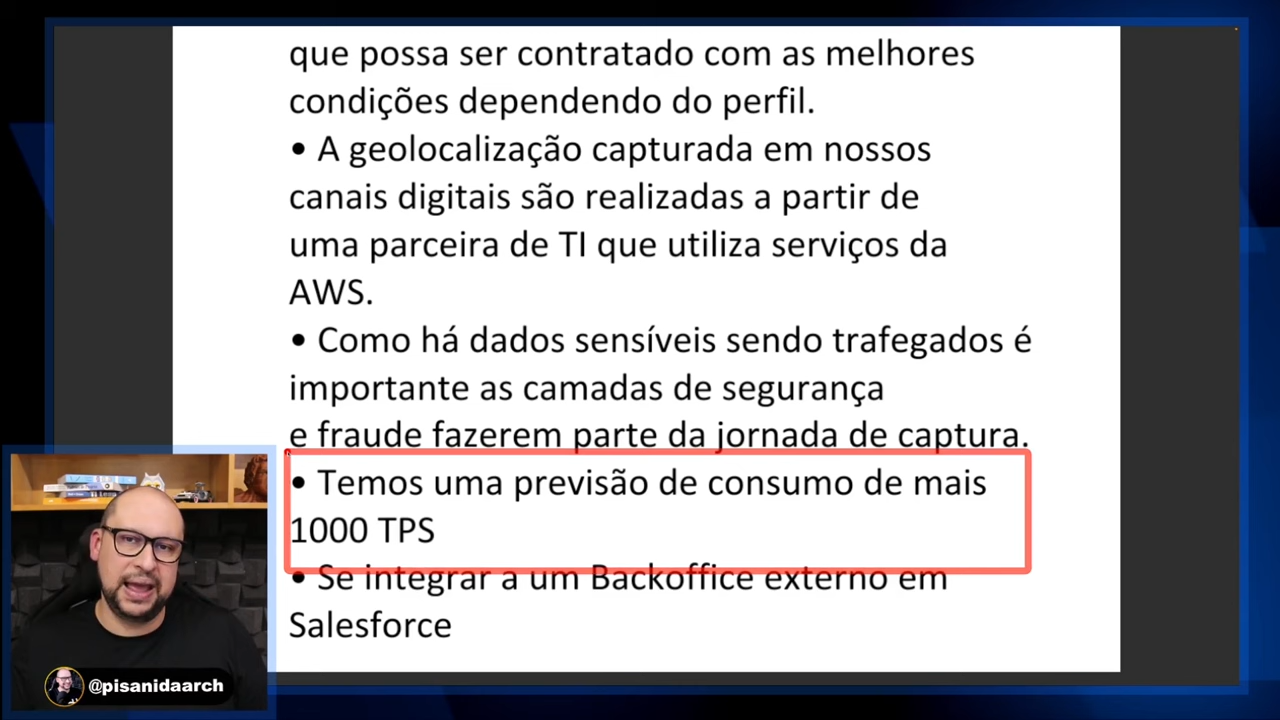 que possa ser contratado com as melhores
condições dependendo do perfil.
• A geolocalização capturada em nossos
canais digitais são realizadas a partir de
uma parceira de TI que utiliza serviços da
AWS.
• Como há dados sensíveis sendo trafegados é
importante as camadas de segurança
e fraude fazerem parte da jornada de captura.
• Temos uma previsão de consumo de mais
1000 TPS
• Se integrar a um Backoffice externo em
Salesforce
@pisanidaarch